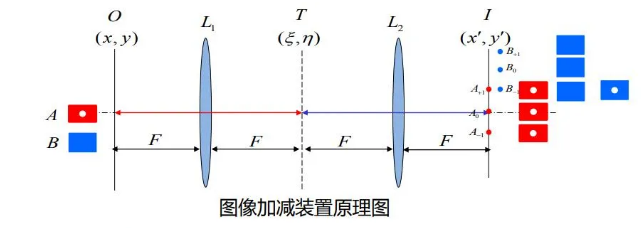 O L₁ T L₂ I
(x, y) (ξ, η) (x′, y′)
B₊₁
B₀
A A₊₁ B₋₁
A₀
B A₋₁
F F F F
图像加减装置原理图